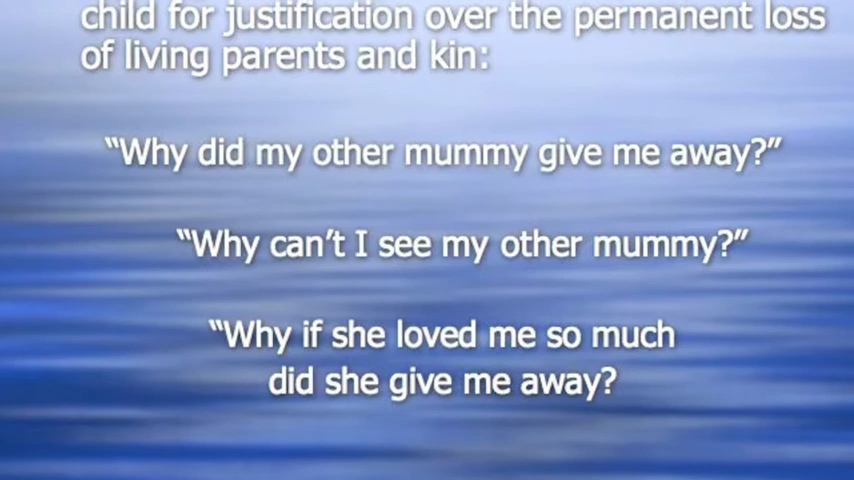 child for justification over the permanent loss
of living parents and kin:
“Why did my other mummy give me away?”
“Why can’t I see my other mummy?”
“Why if she loved me so much
did she give me away?